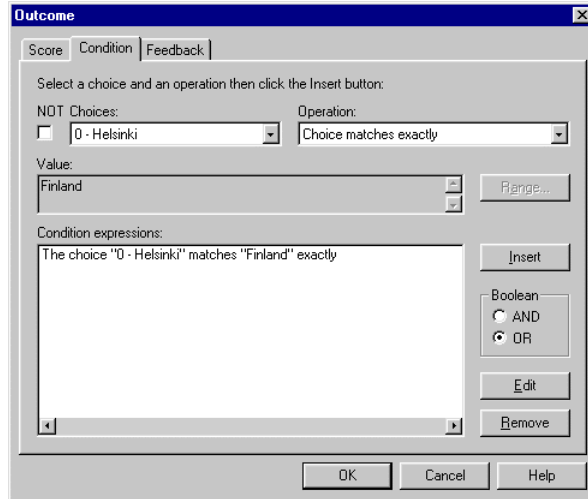 Outcome
Score Condition Feedback
Select a choice and an operation then click the Insert button:
NOT Choices: Operation:
0 - Helsinki Choice matches exactly
Value:
Finland
Range...
Condition expressions:
The choice "0 - Helsinki" matches "Finland" exactly
Insert
Boolean
AND
OR
Edit
Remove
OK Cancel Help